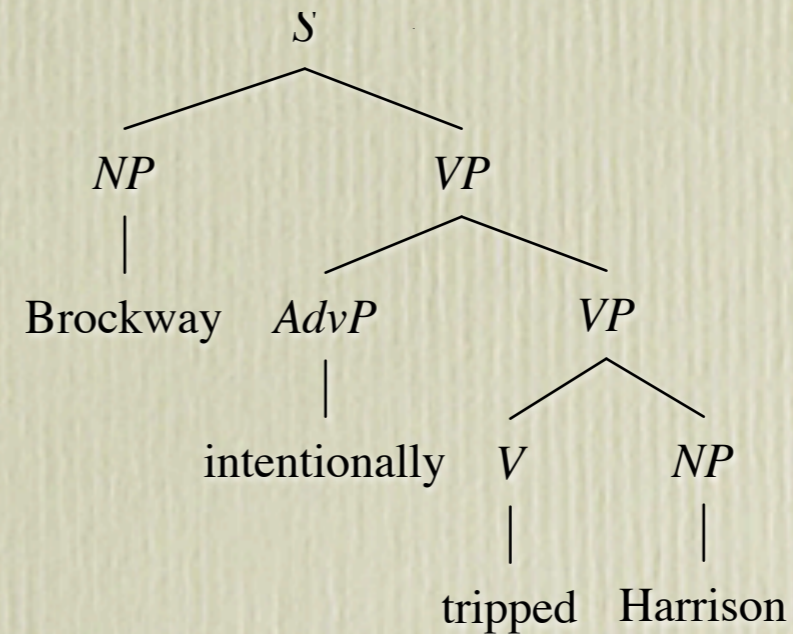 S
NP VP
Brockway AdvP VP
intentionally V NP
tripped Harrison